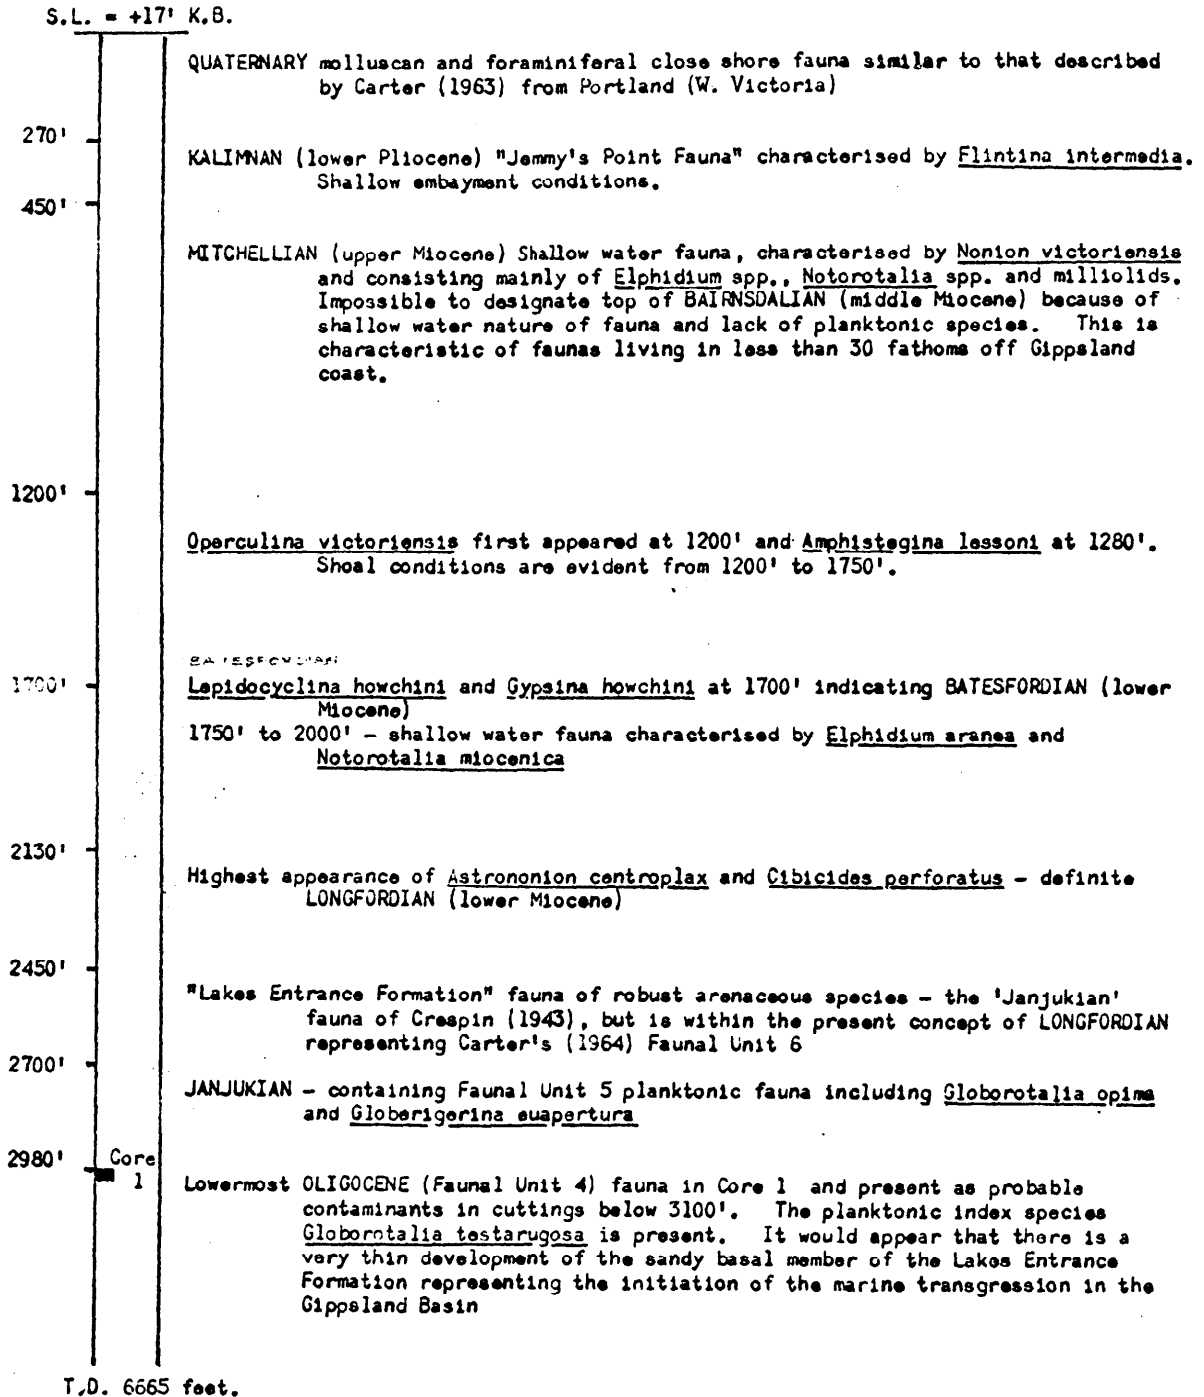 S.L. = +17' K.B.
QUATERNARY molluscan and foraminiferal close shore fauna similar to that described
by Carter (1963) from Portland (W. Victoria)
270'
KALIMNAN (lower Pliocene) "Jemmy's Point Fauna" characterised by Flintina intermedia.
Shallow embayment conditions.
450'
MITCHELLIAN (upper Miocene) Shallow water fauna, characterised by Nonion victoriensis
and consisting mainly of Elphidium spp., Notorotalia spp. and milliolids.
Impossible to designate top of BAIRNSDALIAN (middle Miocene) because of
shallow water nature of fauna and lack of planktonic species. This is
characteristic of faunas living in less than 30 fathoms off Gippsland
coast.
1200'
Operculina victoriensis first appeared at 1200' and Amphistegina lessoni at 1280'.
Shoal conditions are evident from 1200' to 1750'.
BATESFORDIAN
1700'
Lepidocyclina howchini and Gypsina howchini at 1700' indicating BATESFORDIAN (lower
Miocene)
1750' to 2000' - shallow water fauna characterised by Elphidium aranea and
Notorotalia miocenica
2130'
Highest appearance of Astrononion centroplax and Cibicides perforatus - definite
LONGFORDIAN (lower Miocene)
2450'
"Lakes Entrance Formation" fauna of robust arenaceous species - the 'Janjukian'
fauna of Crespin (1943), but is within the present concept of LONGFORDIAN
representing Carter's (1964) Faunal Unit 6
2700'
JANJUKIAN - containing Faunal Unit 5 planktonic fauna including Globorotalia opima
and Globerigerina euapertura
2980'
Core
1
Lowermost OLIGOCENE (Faunal Unit 4) fauna in Core 1 and present as probable
contaminants in cuttings below 3100'. The planktonic index species
Globorotalia testarugosa is present. It would appear that there is a
very thin development of the sandy basal member of the Lakes Entrance
Formation representing the initiation of the marine transgression in the
Gippsland Basin
T.D. 6665 feet.